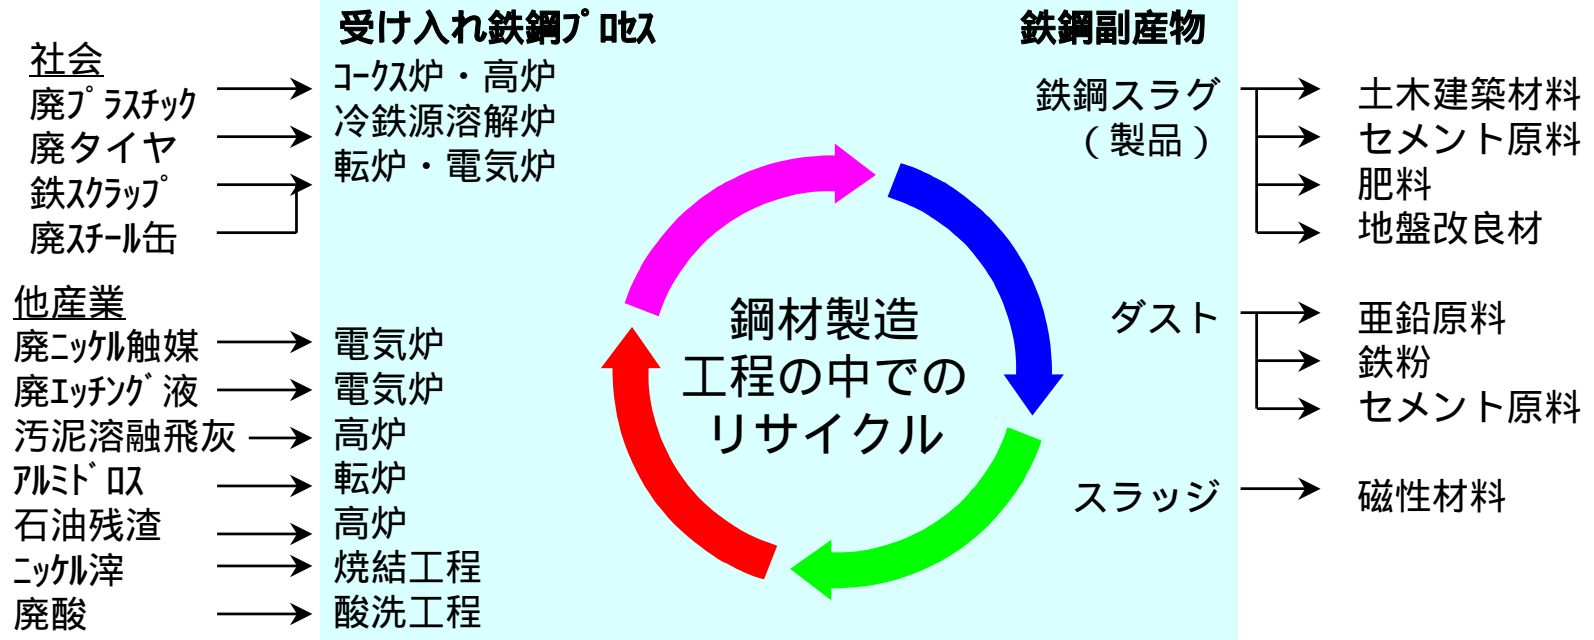 受け入れ鉄鋼ﾌﾟﾛｾｽ
鉄鋼副産物
社会
廃ﾌﾟﾗｽﾁｯｸ
廃タイヤ
鉄ｽｸﾗｯﾌﾟ
廃ｽﾁｰﾙ缶
ｺｰｸｽ炉・高炉
冷鉄源溶解炉
転炉・電気炉
他産業
廃ﾆｯｹﾙ触媒
廃ｴｯﾁﾝｸﾞ液
汚泥溶融飛灰
ｱﾙﾐﾄﾞﾛｽ
石油残渣
ﾆｯｹﾙ滓
廃酸
電気炉
電気炉
高炉
転炉
高炉
焼結工程
酸洗工程
鋼材製造
工程の中での
リサイクル
鉄鋼スラグ
（製品）
ダスト
スラッジ
土木建築材料
セメント原料
肥料
地盤改良材
亜鉛原料
鉄粉
セメント原料
磁性材料